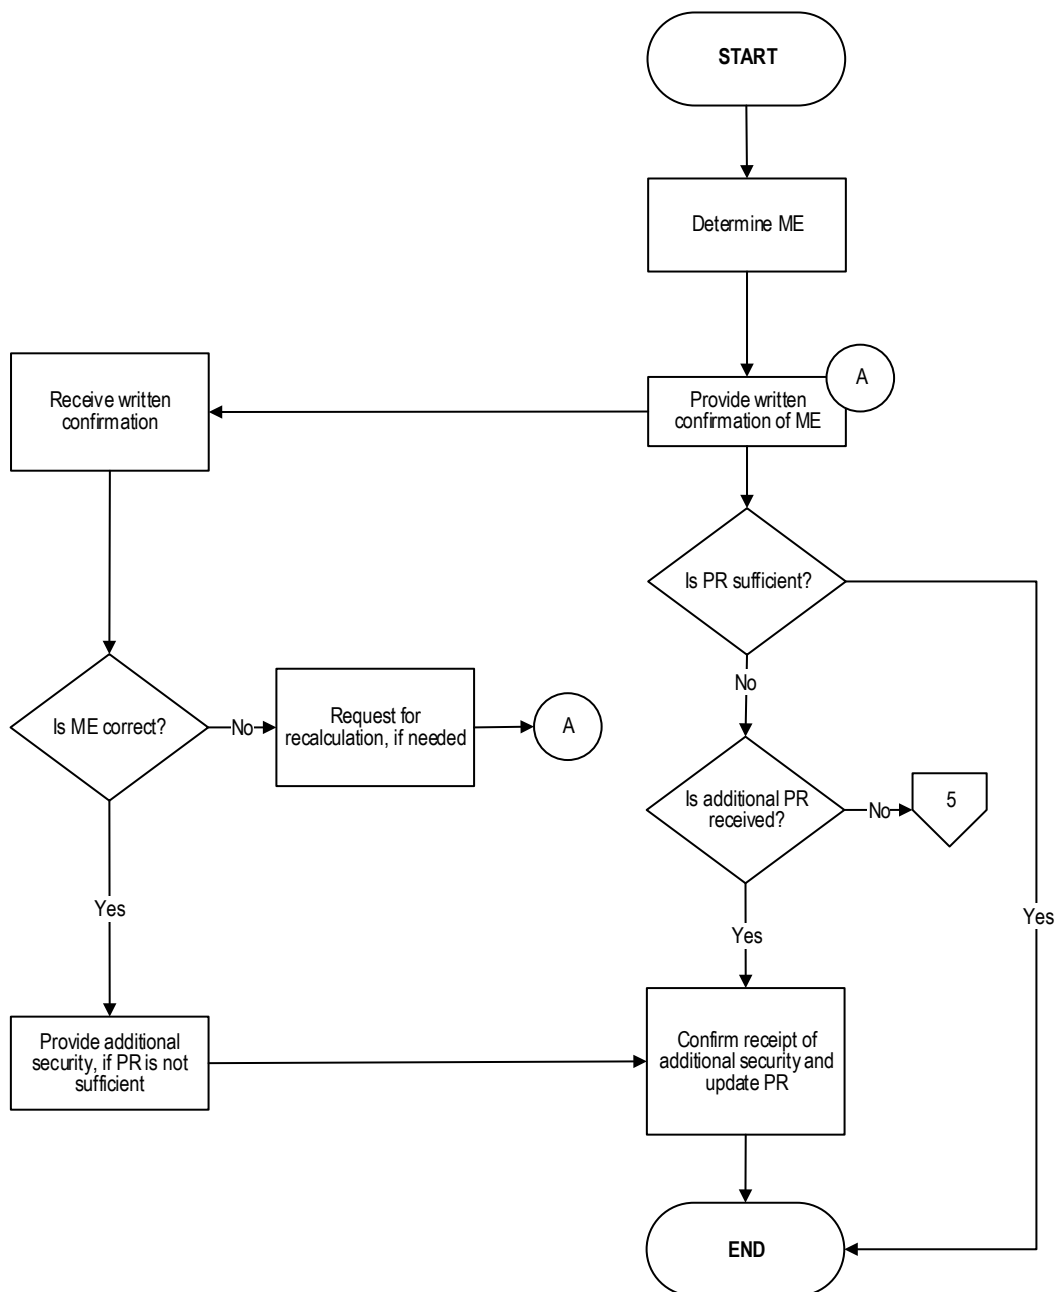 START
Determine ME
A
Provide written
confirmation of ME
Receive written
confirmation
Is PR sufficient?
No
Is ME correct?
No
Request for
recalculation, if needed
A
Is additional PR
received?
No
5
Yes
Yes
Yes
Provide additional
security, if PR is not
sufficient
Confirm receipt of
additional security and
update PR
END